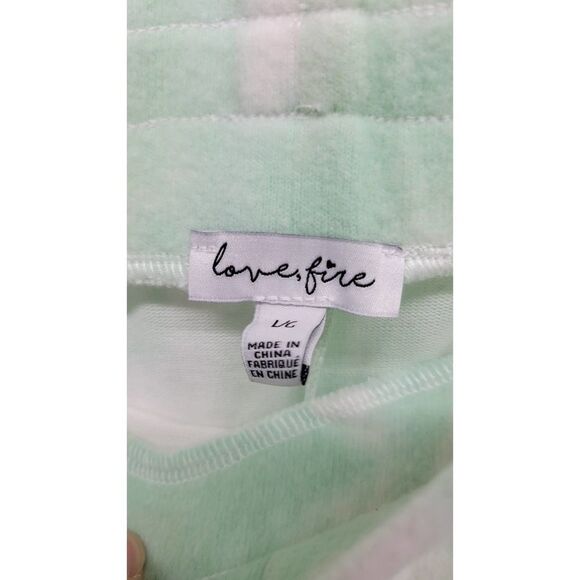 love, fire
L/G
MADE IN
CHINA
FABRIQUÉ
EN CHINE